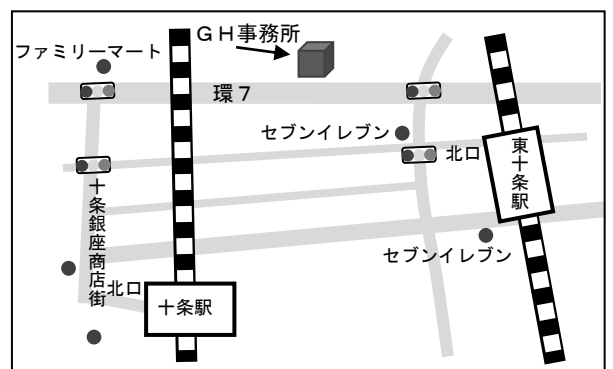 GH事務所
ファミリーマート
環7
セブンイレブン
北口
東十条駅
十条銀座商店街
セブンイレブン
北口
十条駅